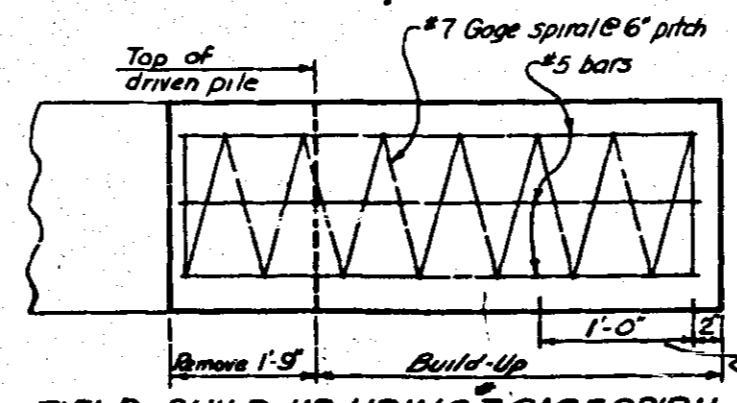 #7 Gage spiral @ 6" pitch
Top of
driven pile
#5 bars
1'-0"
2"
Remove 1'-9"
Build-Up